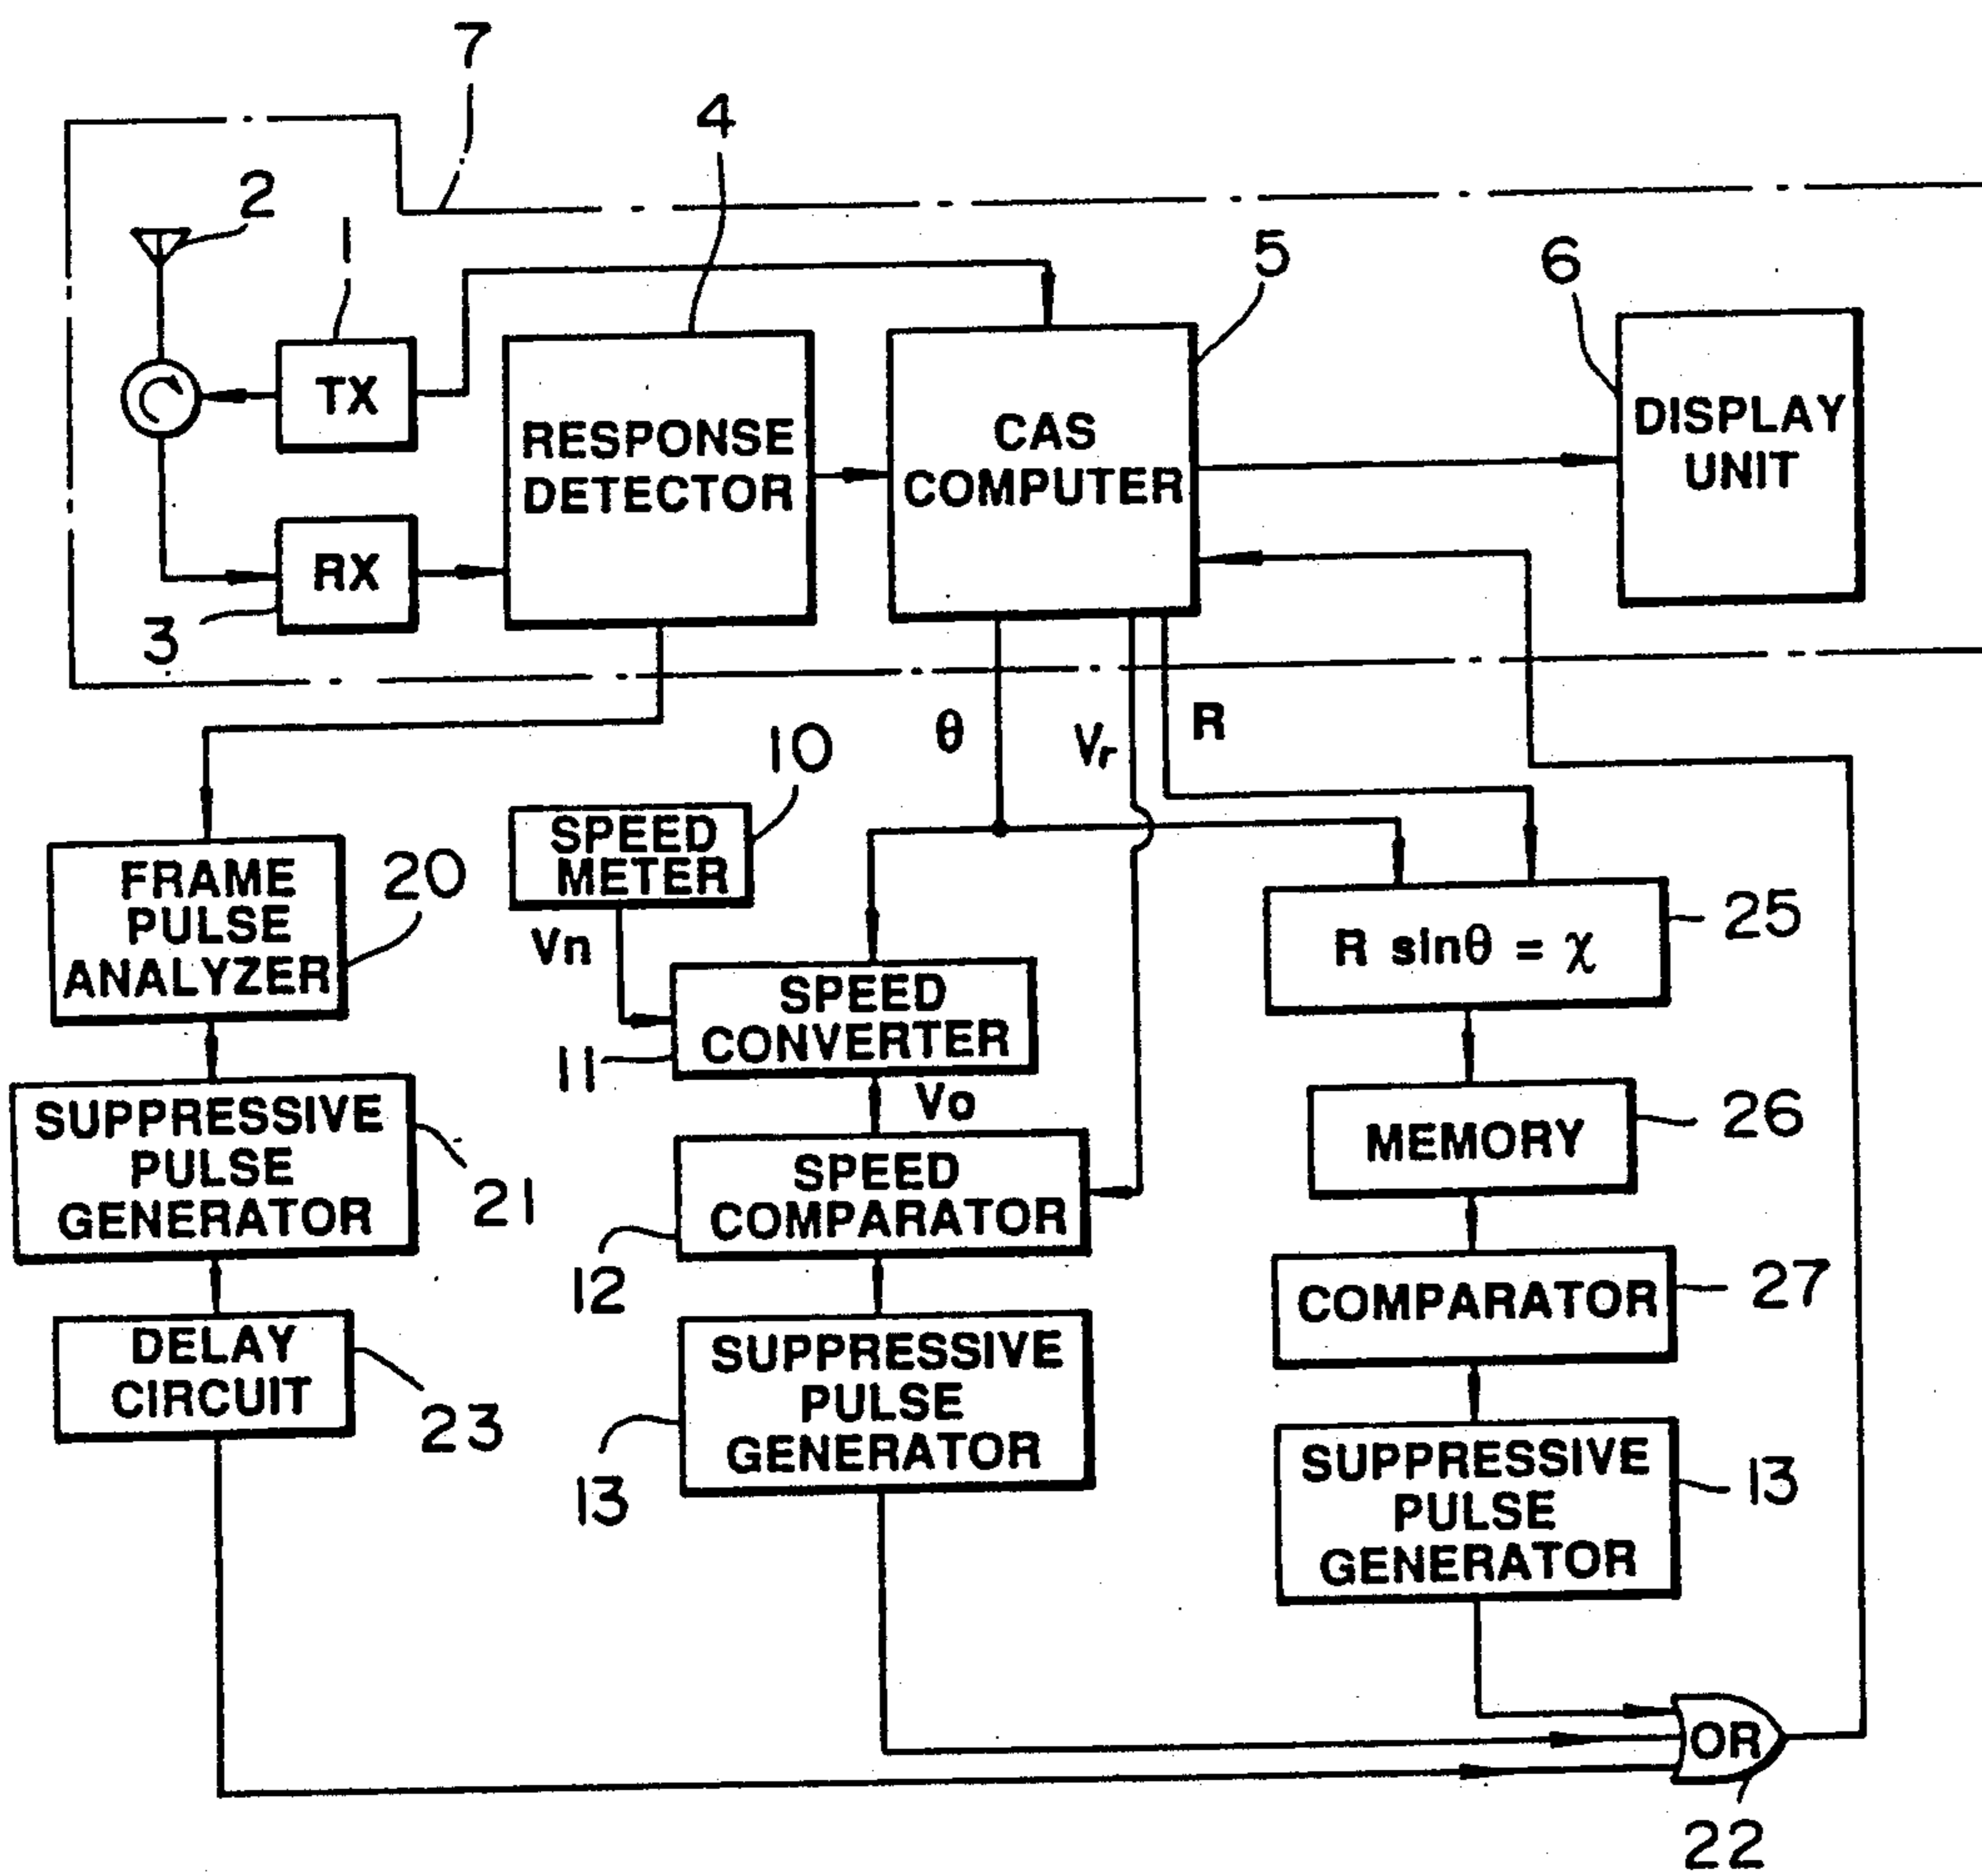 7
4
2
1
5
6
TX
RESPONSE
DETECTOR
CAS
COMPUTER
DISPLAY
UNIT
RX
3
θ
Vr
R
10
SPEED
METER
FRAME
PULSE
ANALYZER
20
Vn
R sinθ = χ
25
SPEED
CONVERTER
11
Vo
SUPPRESSIVE
PULSE
GENERATOR
21
SPEED
COMPARATOR
12
MEMORY
26
COMPARATOR
27
DELAY
CIRCUIT
23
SUPPRESSIVE
PULSE
GENERATOR
13
SUPPRESSIVE
PULSE
GENERATOR
13
OR
22